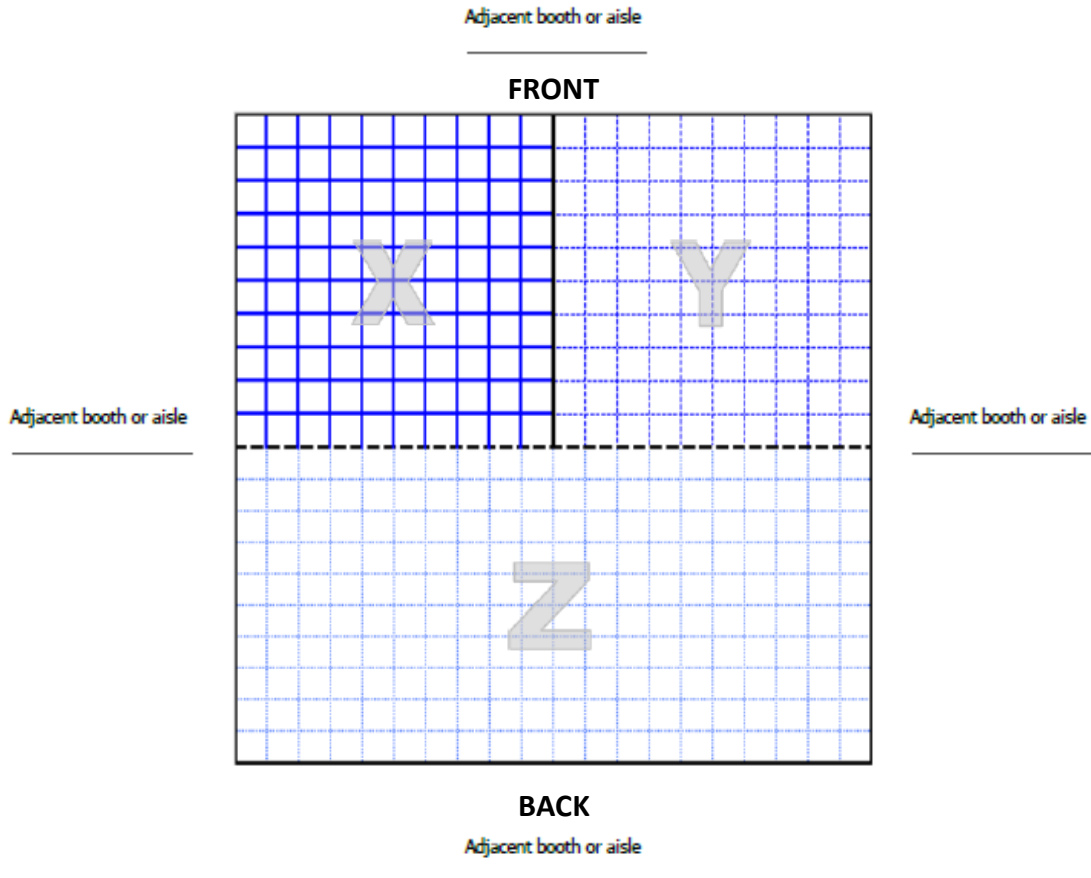 Adjacent booth or aisle
FRONT
X
Y
Adjacent booth or aisle
Adjacent booth or aisle
Z
BACK
Adjacent booth or aisle